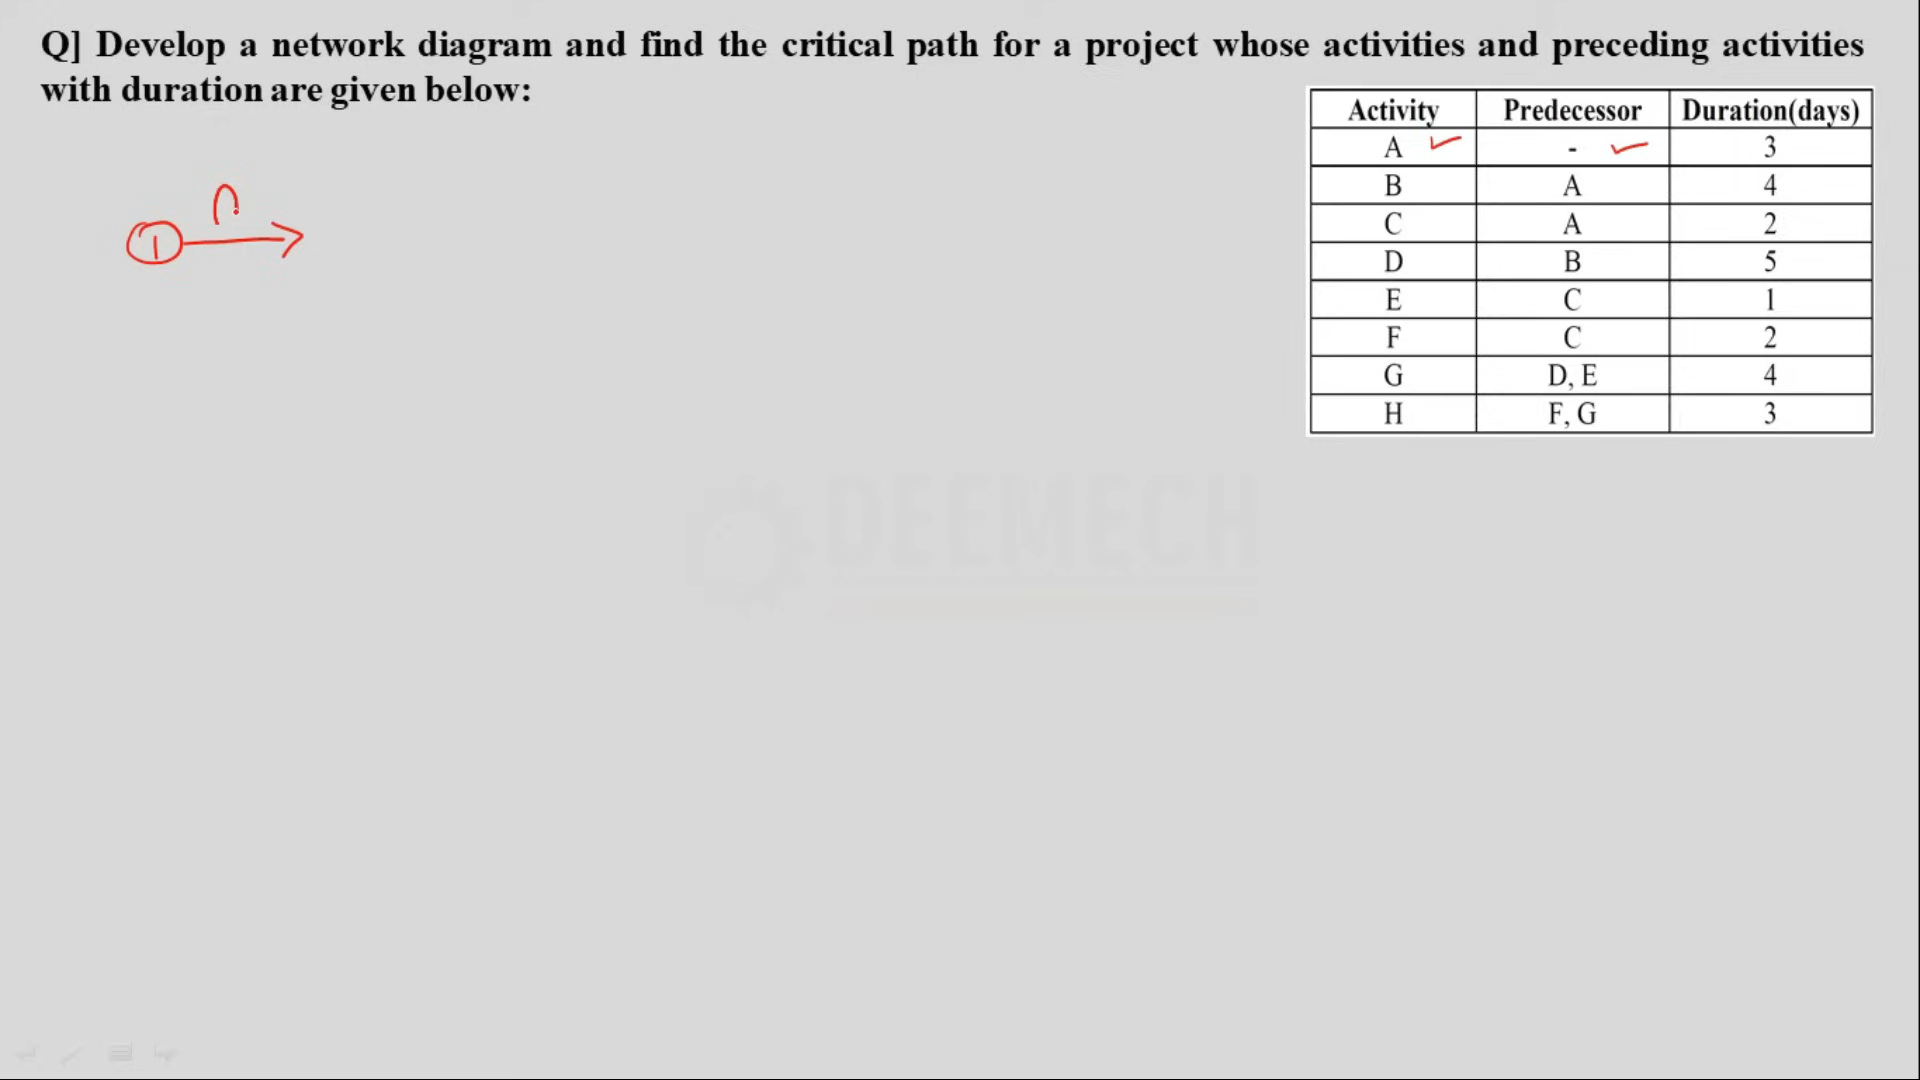 Q] Develop a network diagram and find the critical path for a project whose activities and preceding activities
with duration are given below:
Activity Predecessor Duration(days)
A - 3
B A 4
C A 2
D B 5
E C 1
F C 2
G D, E 4
H F, G 3
1
DEEMECH